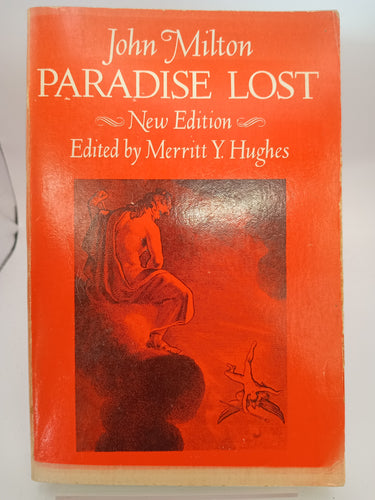 John Milton
PARADISE LOST
New Edition
Edited by Merritt Y. Hughes